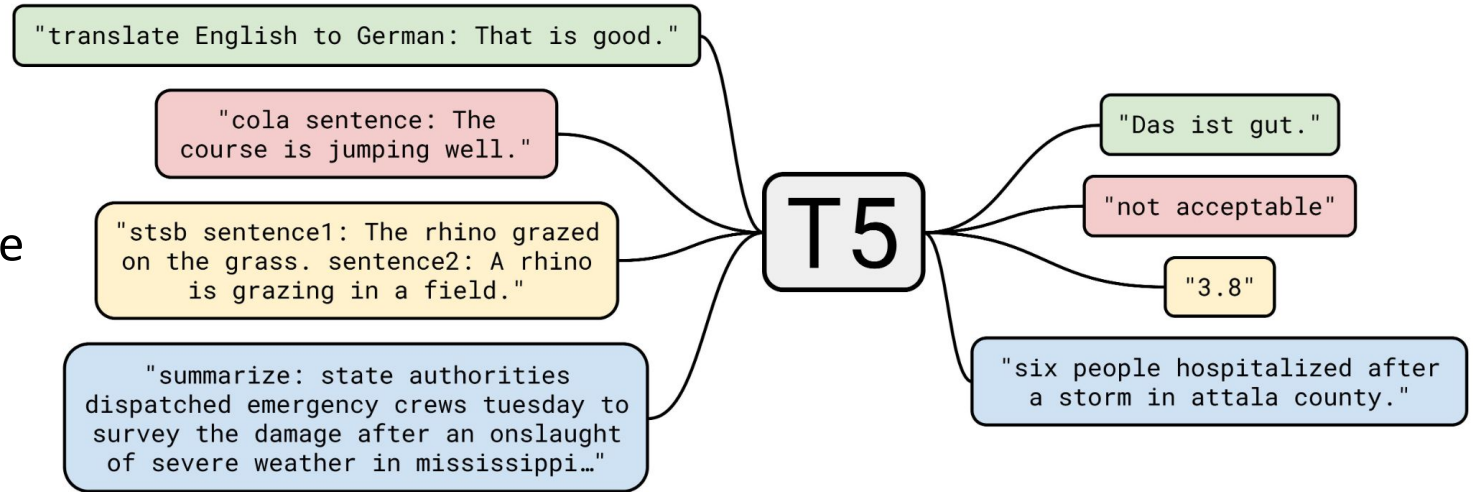 "translate English to German: That is good."
"cola sentence: The
course is jumping well."
"stsb sentence1: The rhino grazed
on the grass. sentence2: A rhino
is grazing in a field."
"summarize: state authorities
dispatched emergency crews tuesday to
survey the damage after an onslaught
of severe weather in mississippi…"
e
T5
"Das ist gut."
"not acceptable"
"3.8"
"six people hospitalized after
a storm in attala county."